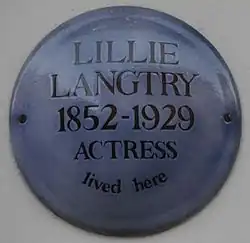 LILLIE
LANGTRY
1852-1929
ACTRESS
lived here